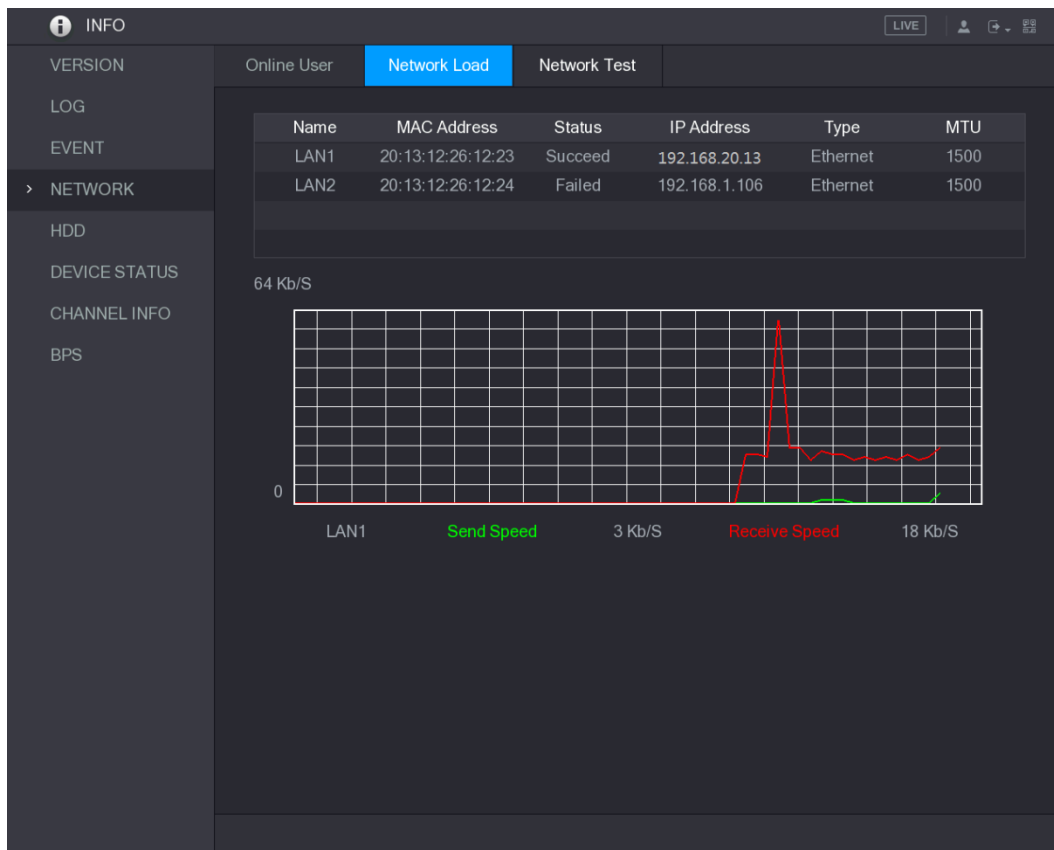 INFO LIVE
VERSION
LOG
EVENT
NETWORK
HDD
DEVICE STATUS
CHANNEL INFO
BPS
Online User Network Load Network Test
Name MAC Address Status IP Address Type MTU
LAN1 20:13:12:26:12:23 Succeed 192.168.20.13 Ethernet 1500
LAN2 20:13:12:26:12:24 Failed 192.168.1.106 Ethernet 1500
64 Kb/S
0
LAN1 Send Speed 3 Kb/S Receive Speed 18 Kb/S